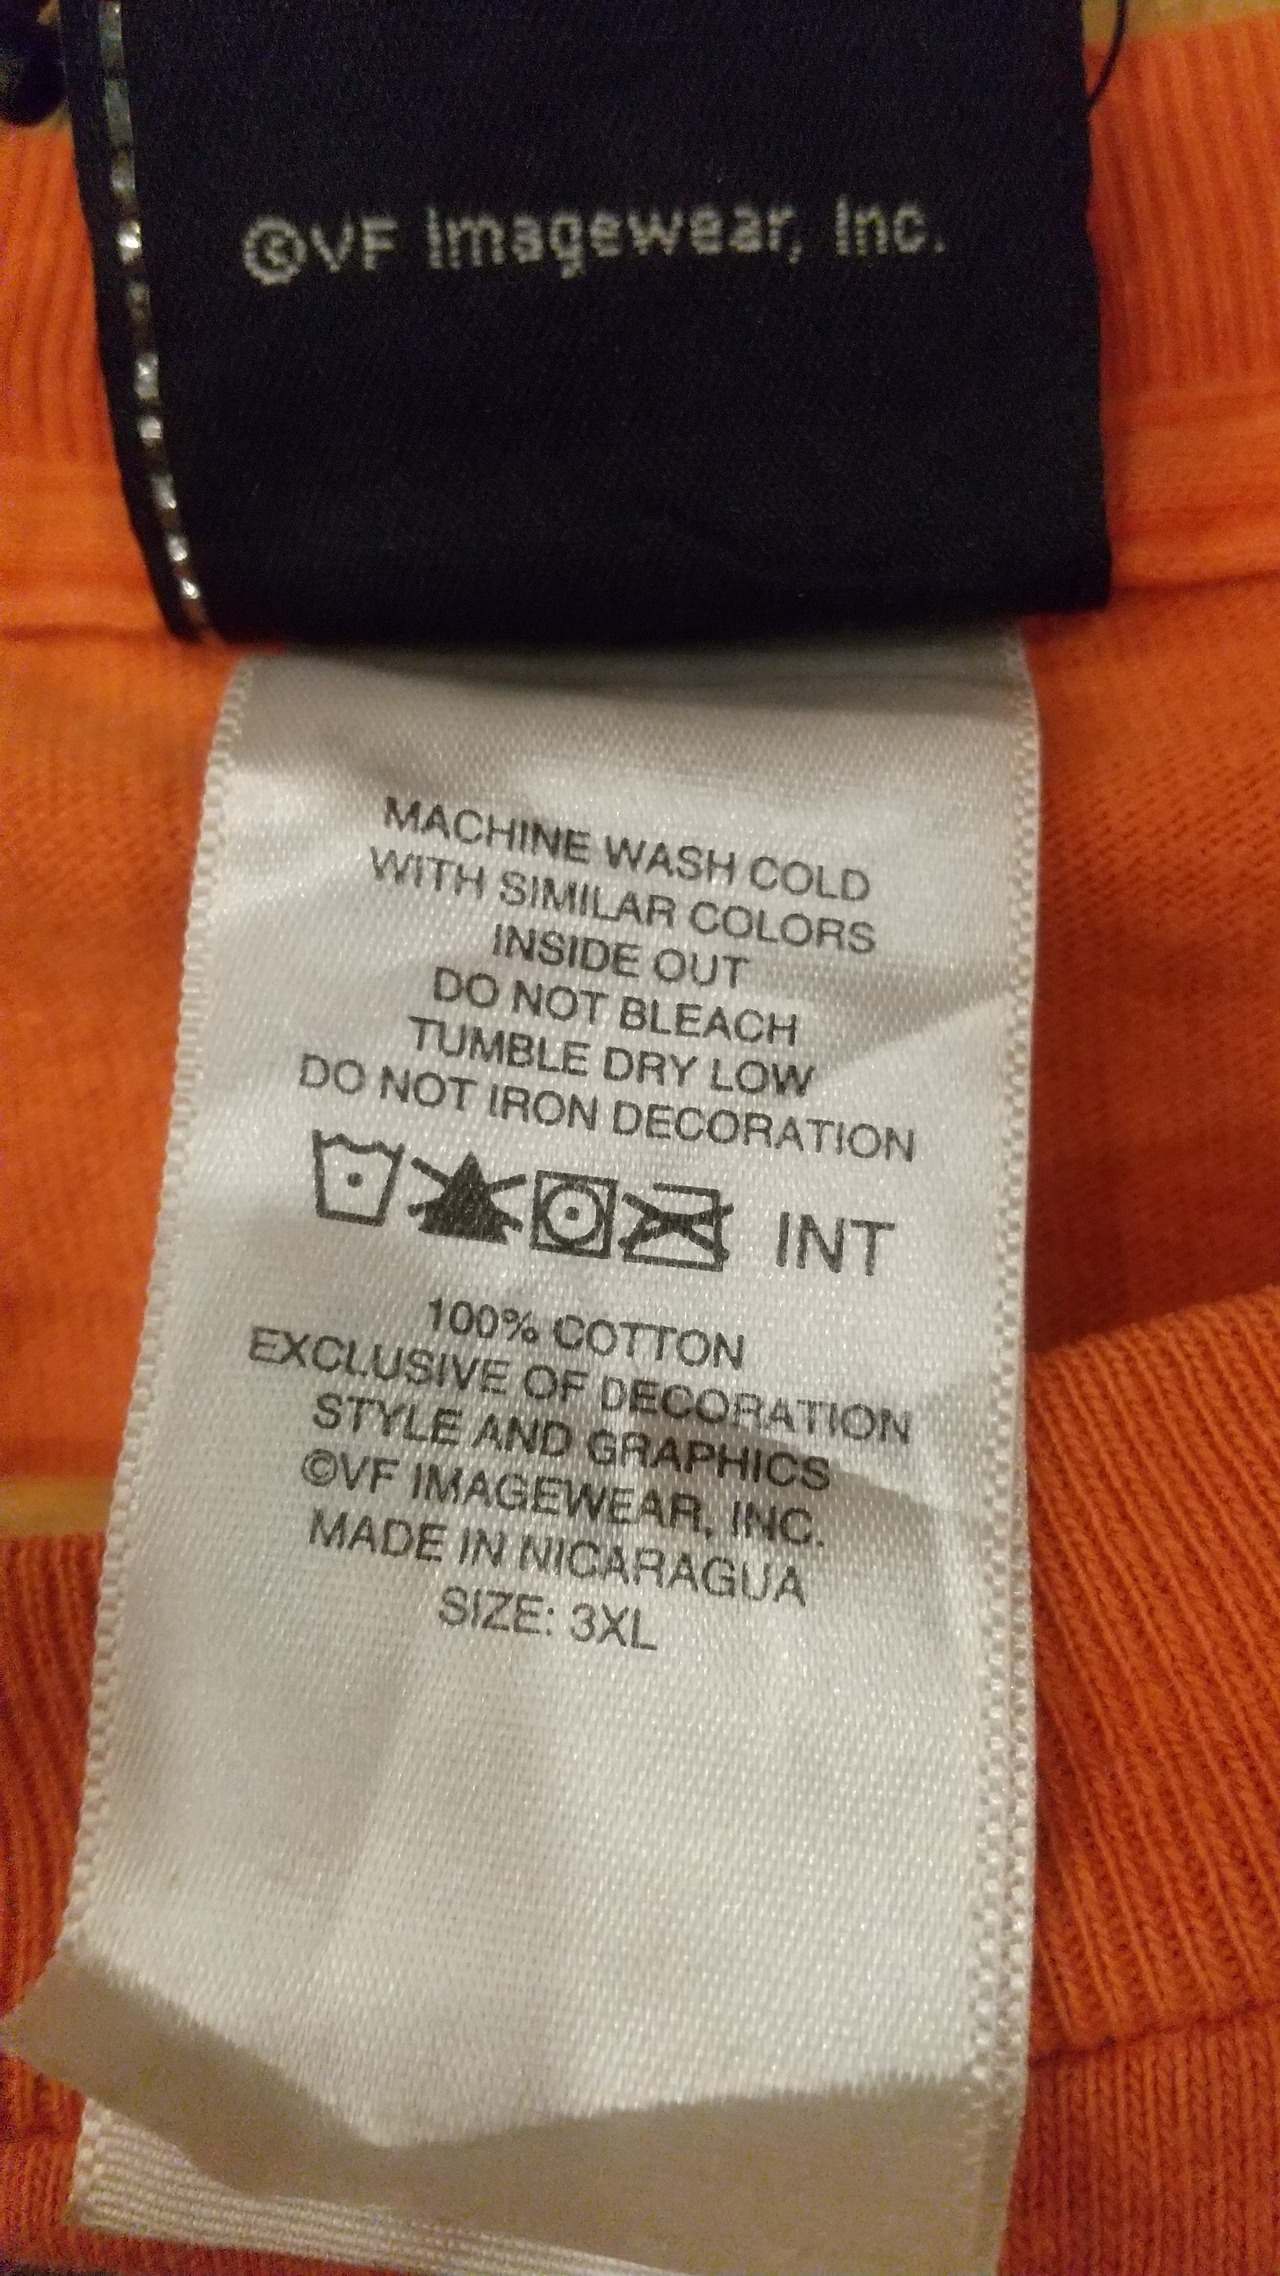 ©VF Imagewear, Inc.
MACHINE WASH COLD
WITH SIMILAR COLORS
INSIDE OUT
DO NOT BLEACH
TUMBLE DRY LOW
DO NOT IRON DECORATION
INT
100% COTTON
EXCLUSIVE OF DECORATION
STYLE AND GRAPHICS
©VF IMAGEWEAR, INC.
MADE IN NICARAGUA
SIZE: 3XL